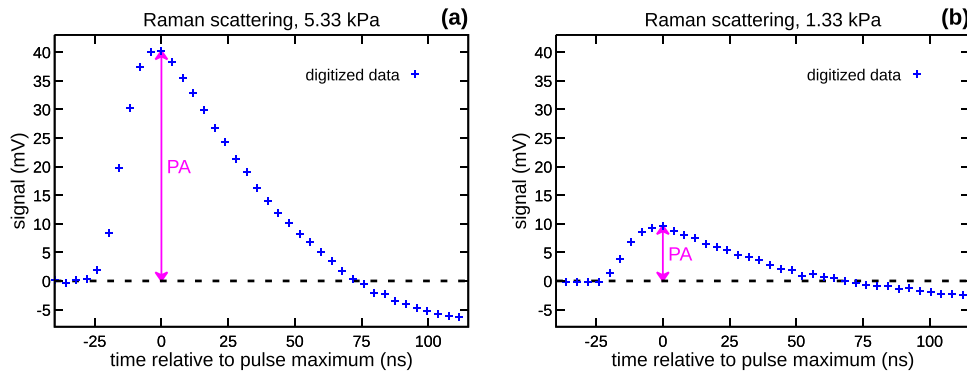 Raman scattering, 5.33 kPa
(a)
40
35
30
25
20
15
10
5
0
-5
signal (mV)
digitized data
PA
-25
0
25
50
75
100
time relative to pulse maximum (ns)
Raman scattering, 1.33 kPa
(b)
40
35
30
25
20
15
10
5
0
-5
signal (mV)
digitized data
PA
-25
0
25
50
75
100
time relative to pulse maximum (ns)